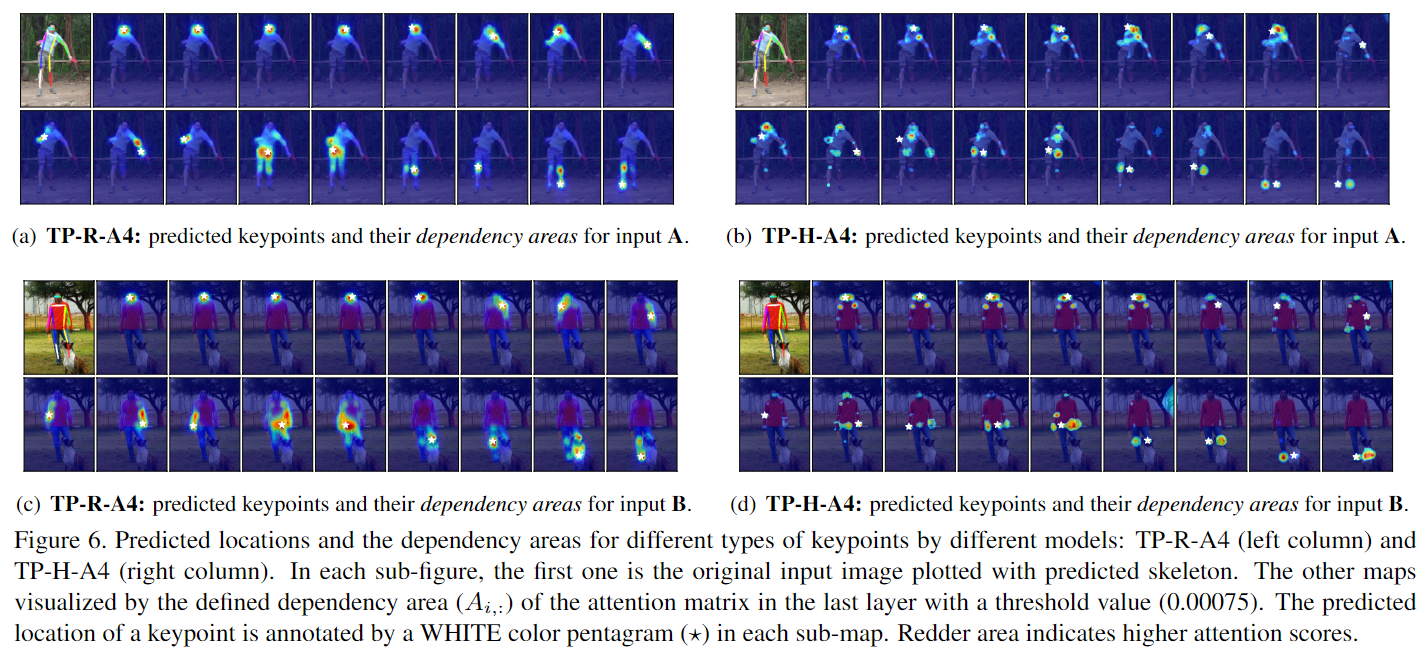 (a) TP-R-A4: predicted keypoints and their dependency areas for input A.
(b) TP-H-A4: predicted keypoints and their dependency areas for input A.
(c) TP-R-A4: predicted keypoints and their dependency areas for input B.
(d) TP-H-A4: predicted keypoints and their dependency areas for input B.
Figure 6. Predicted locations and the dependency areas for different types of keypoints by different models: TP-R-A4 (left column) and
TP-H-A4 (right column). In each sub-figure, the first one is the original input image plotted with predicted skeleton. The other maps
visualized by the defined dependency area (A_{i,:}) of the attention matrix in the last layer with a threshold value (0.00075). The predicted
location of a keypoint is annotated by a WHITE color pentagram (⋆) in each sub-map. Redder area indicates higher attention scores.